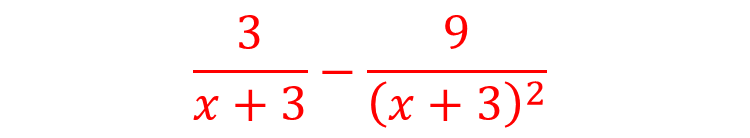 3/(x + 3) − 9/(x + 3)²